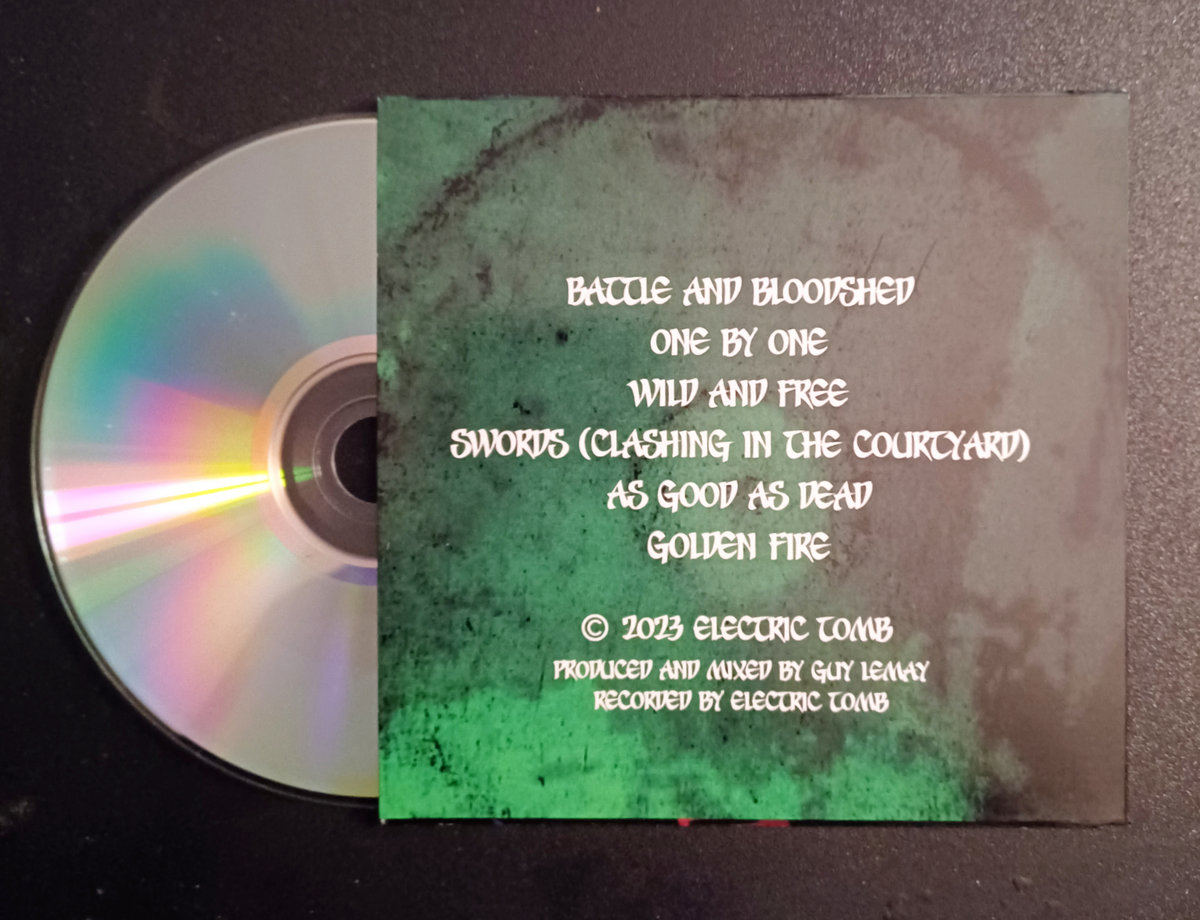 BATTLE AND BLOODSHED
ONE BY ONE
WILD AND FREE
SWORDS (CLASHING IN THE COURTYARD)
AS GOOD AS DEAD
GOLDEN FIRE
© 2023 ELECTRIC TOMB
PRODUCED AND MIXED BY GUY LEMAY
RECORDED BY ELECTRIC TOMB